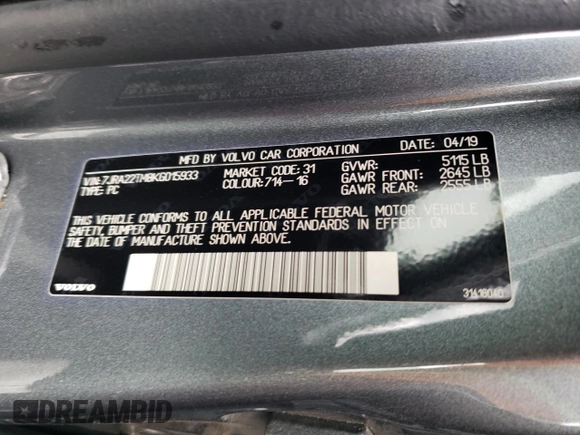 MFD BY VOLVO CAR CORPORATION DATE: 04/19
VIN:7JRA22TM8KG015933 MARKET CODE: 31 GVWR: 5115 LB
TYPE: PC COLOUR:714-16 GAWR FRONT: 2645 LB
GAWR REAR: 2555 LB
THIS VEHICLE CONFORMS TO ALL APPLICABLE FEDERAL MOTOR VEHICLE
SAFETY, BUMPER AND THEFT PREVENTION STANDARDS IN EFFECT ON
THE DATE OF MANUFACTURE SHOWN ABOVE.
VOLVO 31416040
DREAMBID